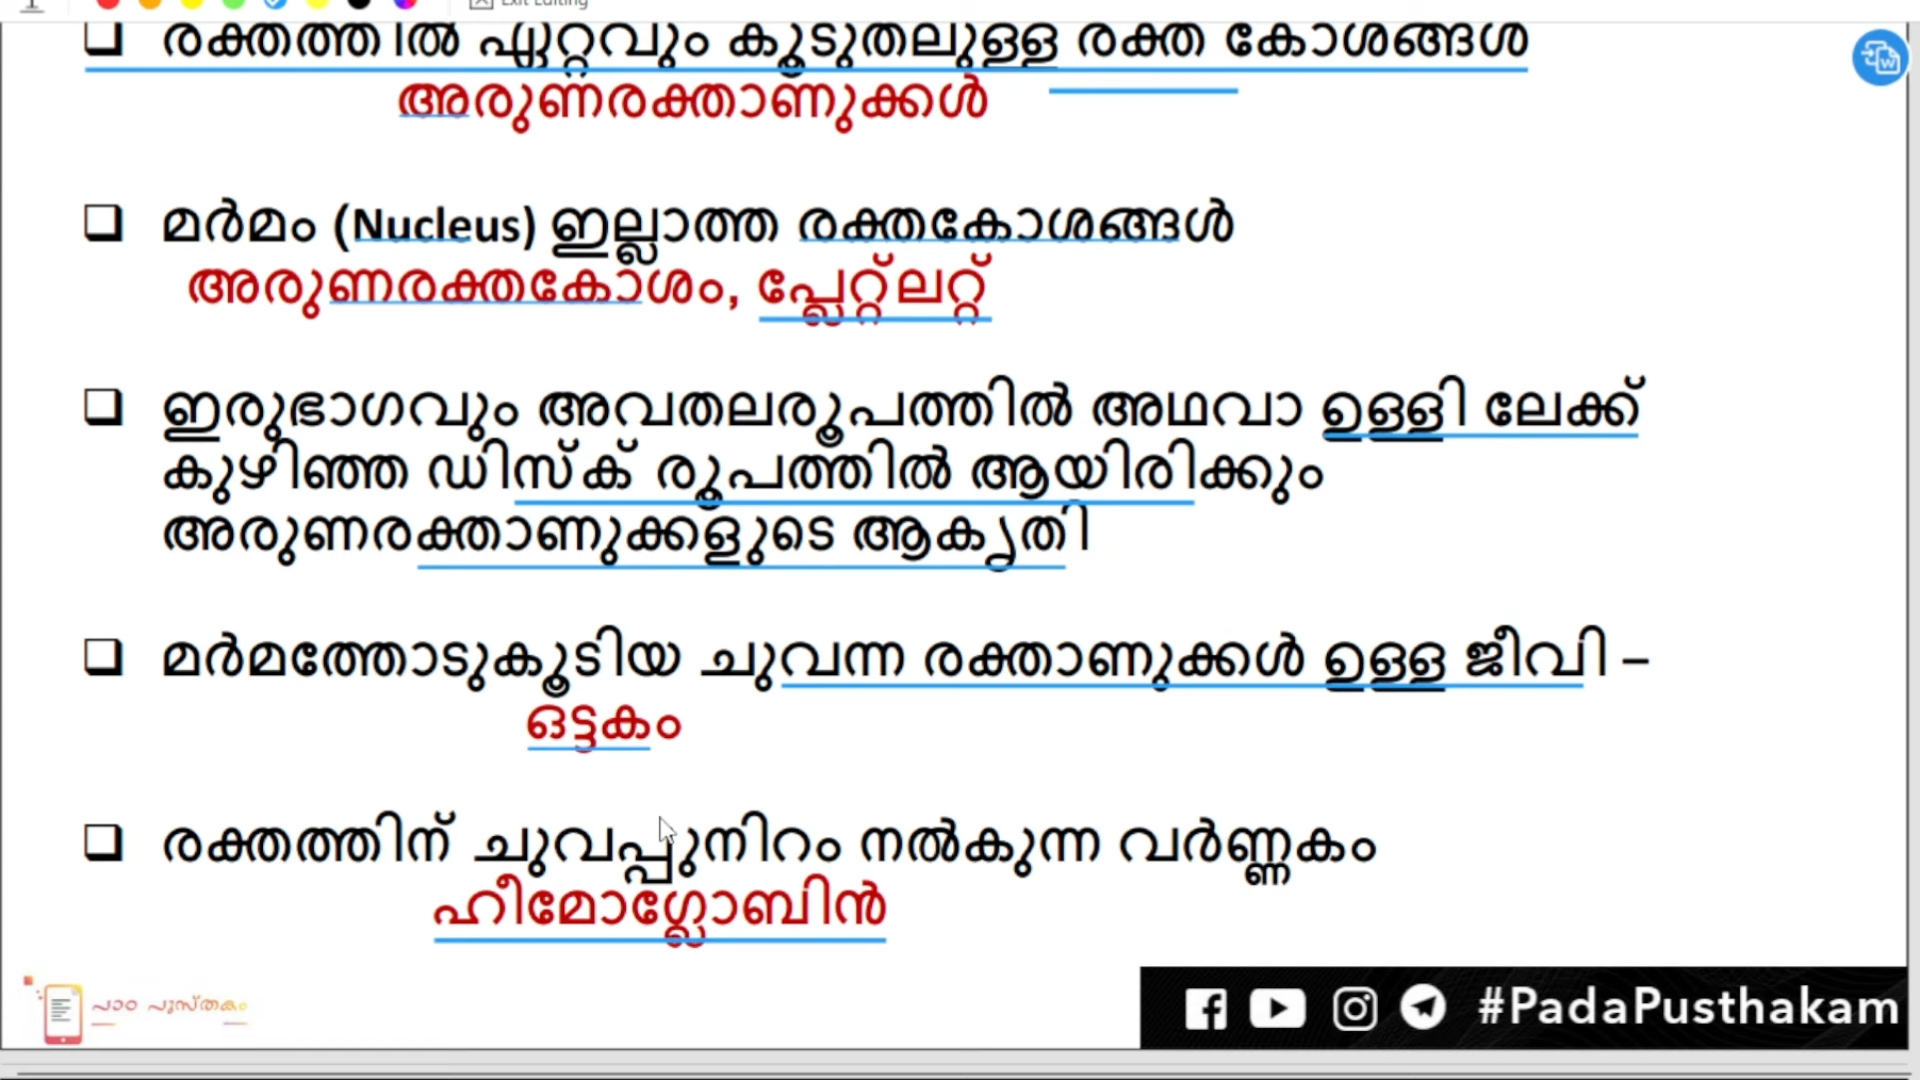 Exit Editing
രക്തത്തിൽ ഏറ്റവും കൂടുതലുള്ള രക്ത കോശങ്ങൾ
അരുണരക്താണുക്കൾ
മർമം (Nucleus) ഇല്ലാത്ത രക്തകോശങ്ങൾ
അരുണരക്തകോശം, പ്ലേറ്റ്ലറ്റ്
ഇരുഭാഗവും അവതലരൂപത്തിൽ അഥവാ ഉള്ളി ലേക്ക്
കുഴിഞ്ഞ ഡിസ്ക് രൂപത്തിൽ ആയിരിക്കും
അരുണരക്താണുക്കളുടെ ആകൃതി
മർമത്തോടുകൂടിയ ചുവന്ന രക്താണുക്കൾ ഉള്ള ജീവി –
ഒട്ടകം
രക്തത്തിന് ചുവപ്പുനിറം നൽകുന്ന വർണ്ണകം
ഹീമോഗ്ലോബിൻ
പാഠ പുസ്തകം
#PadaPusthakam